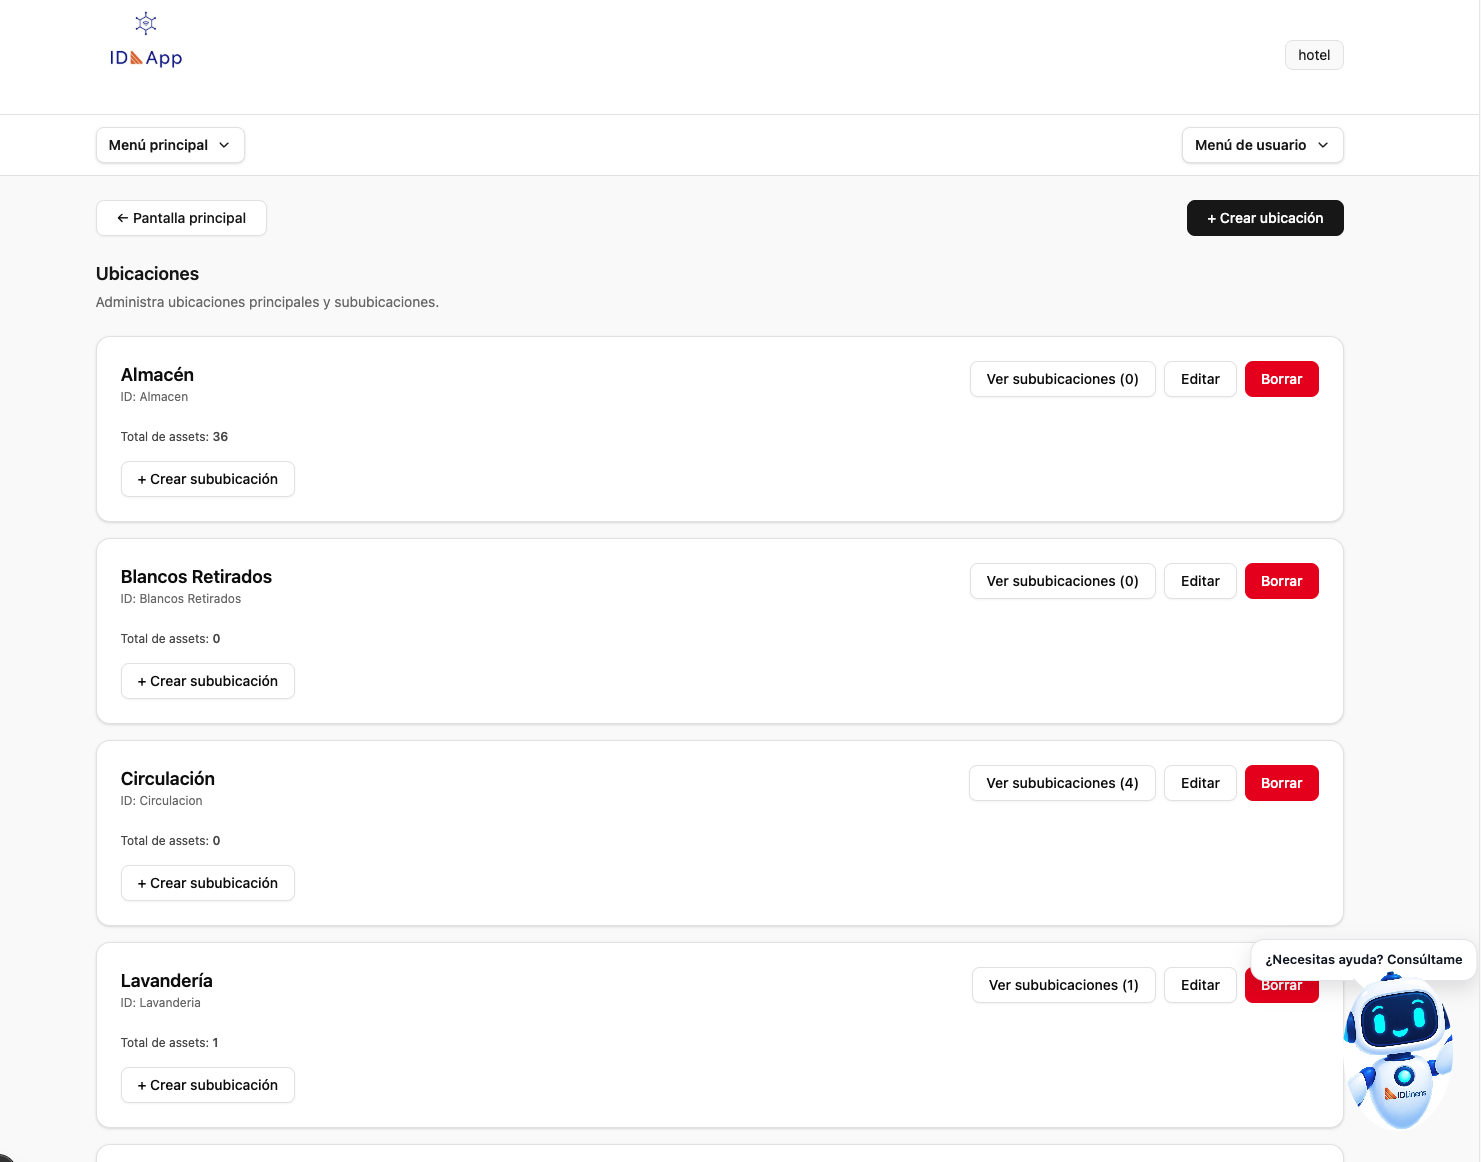 ID App
hotel
Menú principal
Menú de usuario
← Pantalla principal
+ Crear ubicación
Ubicaciones
Administra ubicaciones principales y sububicaciones.
Almacén
ID: Almacen
Ver sububicaciones (0)
Editar
Borrar
Total de assets: 36
+ Crear sububicación
Blancos Retirados
ID: Blancos Retirados
Ver sububicaciones (0)
Editar
Borrar
Total de assets: 0
+ Crear sububicación
Circulación
ID: Circulacion
Ver sububicaciones (4)
Editar
Borrar
Total de assets: 0
+ Crear sububicación
¿Necesitas ayuda? Consúltame
Lavandería
ID: Lavanderia
Ver sububicaciones (1)
Editar
Borrar
Total de assets: 1
+ Crear sububicación
IDLinens